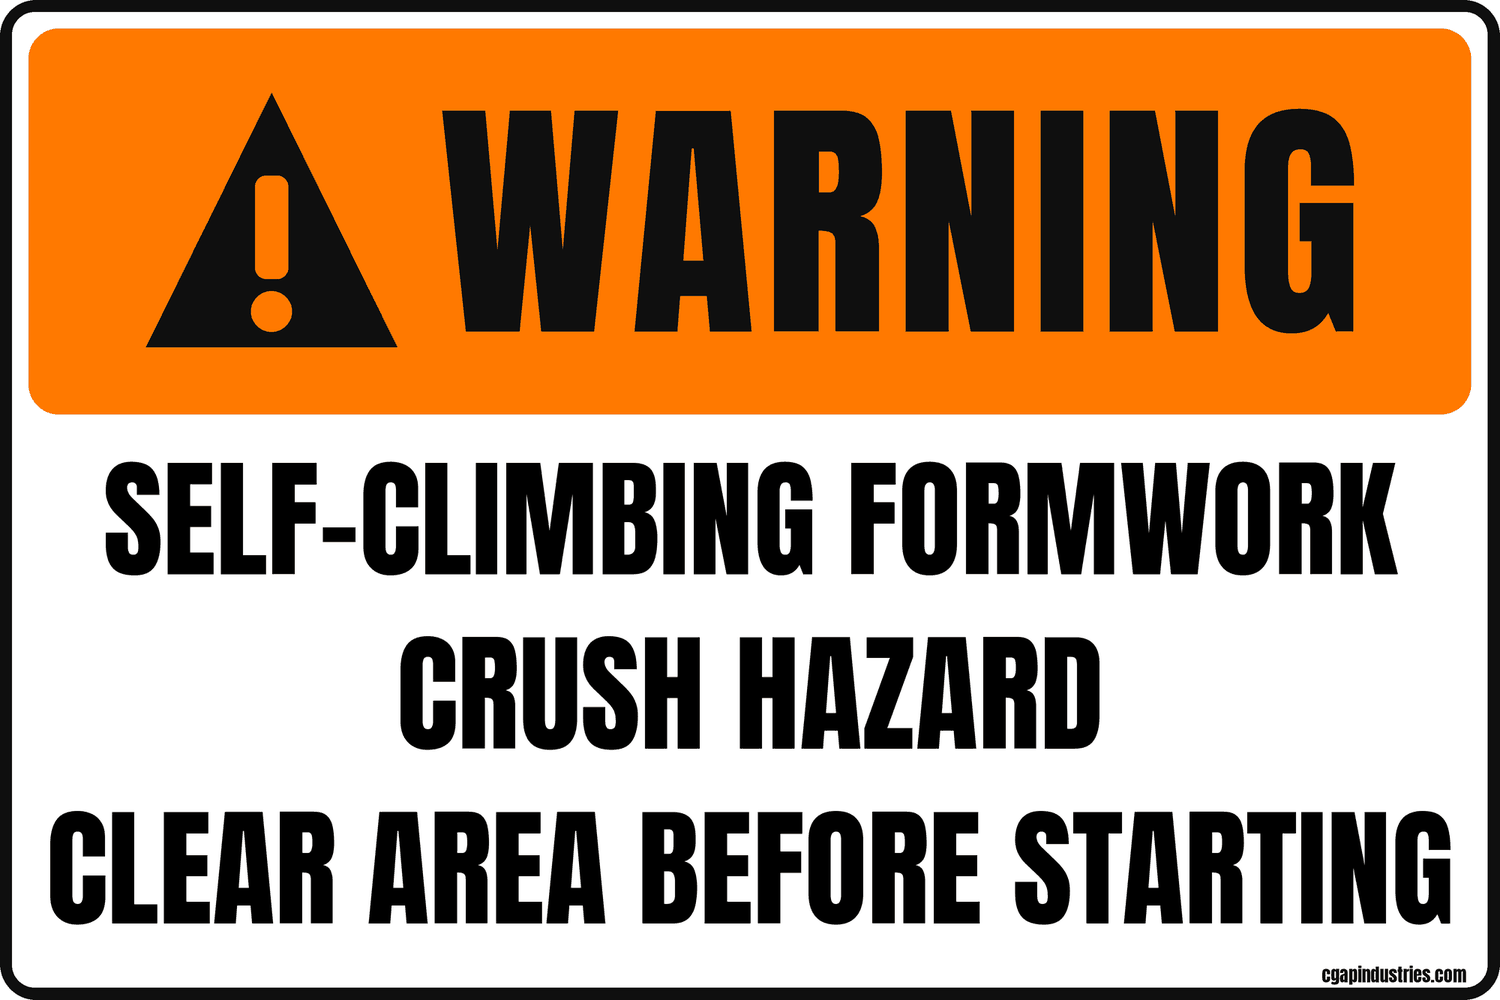 WARNING
SELF-CLIMBING FORMWORK
CRUSH HAZARD
CLEAR AREA BEFORE STARTING
cgapindustries.com